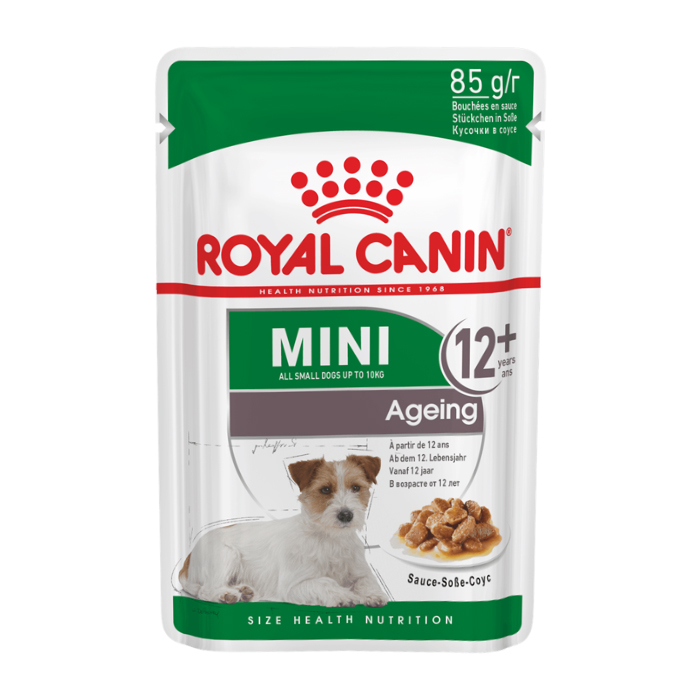 85 g/г
Bouchées en sauce
Stückchen in Soße
Кусочки в соусе
ROYAL CANIN®
HEALTH NUTRITION SINCE 1968
MINI
ALL SMALL DOGS UP TO 10KG
12+
years
ans
Ageing
À partir de 12 ans
Ab dem 12. Lebensjahr
Vanaf 12 jaar
В возрасте от 12 лет
Sauce-Soße-Соус
SIZE HEALTH NUTRITION